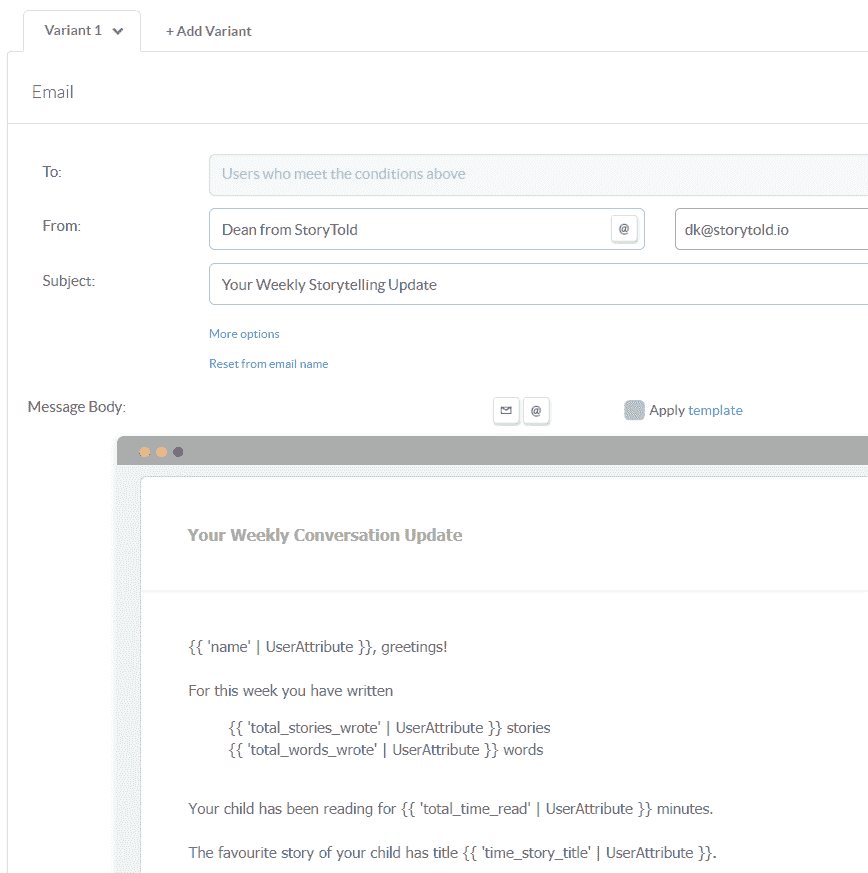 Variant 1
+ Add Variant
Email
To:
Users who meet the conditions above
From:
Dean from StoryTold
@
dk@storytold.io
Subject:
Your Weekly Storytelling Update
More options
Reset from email name
Message Body:
@
Apply template
Your Weekly Conversation Update
{{ 'name' | UserAttribute }}, greetings!
For this week you have written
{{ 'total_stories_wrote' | UserAttribute }} stories
{{ 'total_words_wrote' | UserAttribute }} words
Your child has been reading for {{ 'total_time_read' | UserAttribute }} minutes.
The favourite story of your child has title {{ 'time_story_title' | UserAttribute }}.